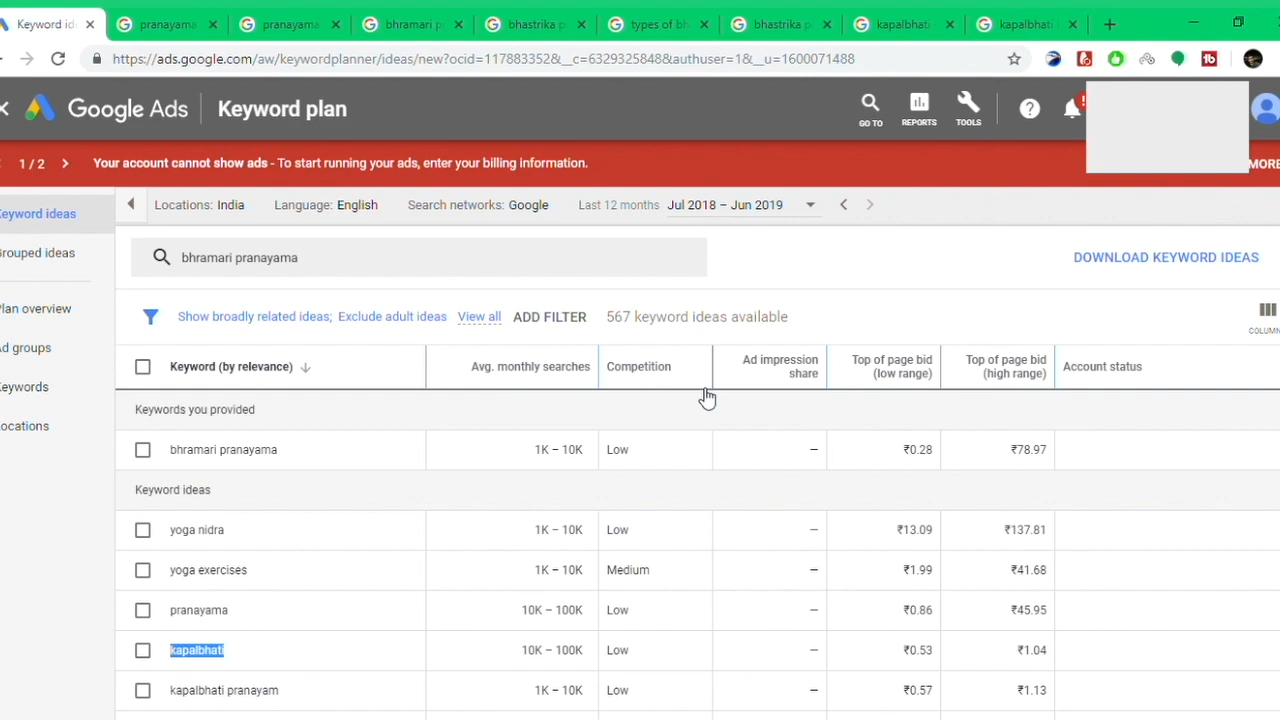 Keyword id
pranayama
pranayama
bhramari p
bhastrika p
types of bh
bhastrika p
kapalbhati
kapalbhati
https://ads.google.com/aw/keywordplanner/ideas/new?ocid=117893352&__c=6329325848&authuser=1&__u=1600071488
Google Ads
Keyword plan
GO TO
REPORTS
TOOLS
1 / 2
Your account cannot show ads - To start running your ads, enter your billing information.
MORE
Keyword ideas
Grouped ideas
Plan overview
Ad groups
Keywords
Locations
Locations: India
Language: English
Search networks: Google
Last 12 months
Jul 2018 – Jun 2019
bhramari pranayama
DOWNLOAD KEYWORD IDEAS
Show broadly related ideas; Exclude adult ideas
View all
ADD FILTER
567 keyword ideas available
COLUMN
Keyword (by relevance)
Avg. monthly searches
Competition
Ad impression share
Top of page bid (low range)
Top of page bid (high range)
Account status
Keywords you provided
bhramari pranayama 1K – 10K Low – ₹0.28 ₹78.97
Keyword ideas
yoga nidra 1K – 10K Low – ₹13.09 ₹137.81
yoga exercises 1K – 10K Medium – ₹1.99 ₹41.68
pranayama 10K – 100K Low – ₹0.86 ₹45.95
kapalbhati 10K – 100K Low – ₹0.53 ₹1.04
kapalbhati pranayam 1K – 10K Low – ₹0.57 ₹1.13